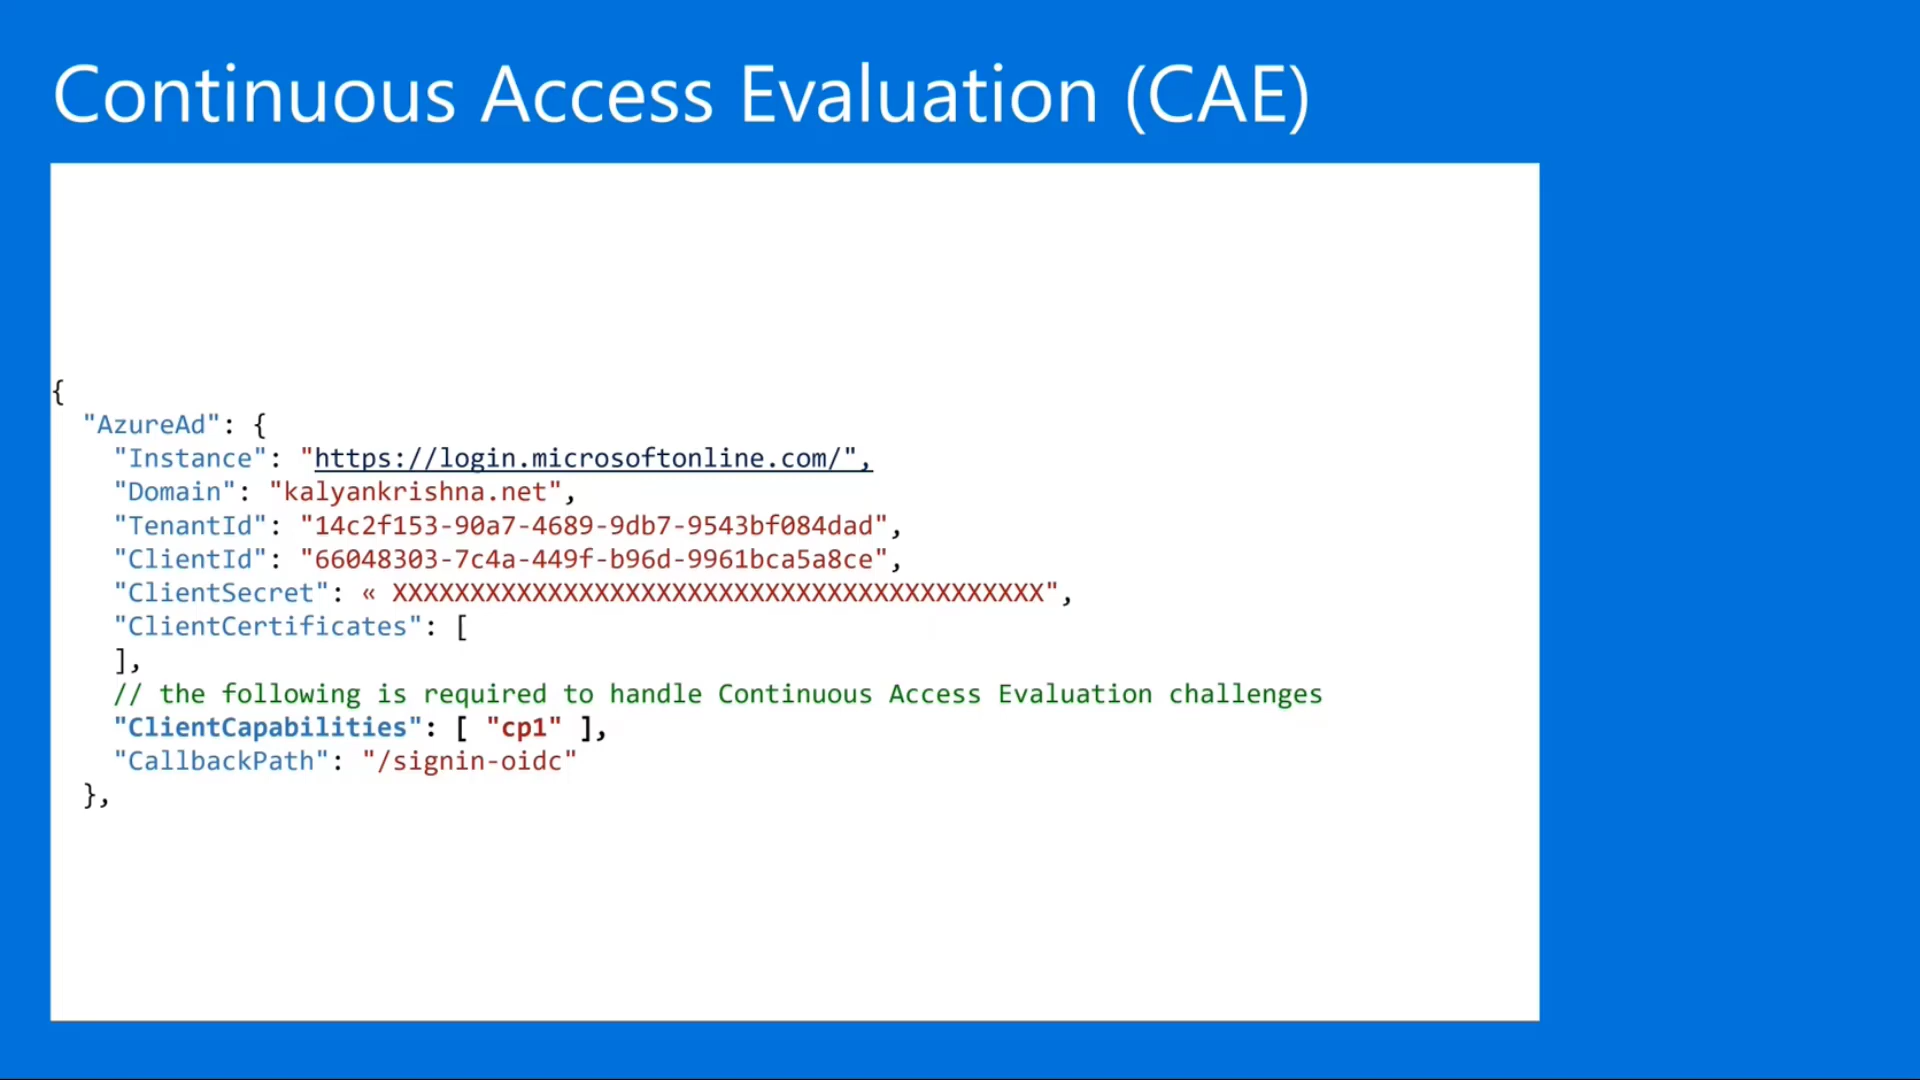 Continuous Access Evaluation (CAE)
{
"AzureAd": {
"Instance": "https://login.microsoftonline.com/",
"Domain": "kalyankrishna.net",
"TenantId": "14c2f153-90a7-4689-9db7-9543bf084dad",
"ClientId": "66048303-7c4a-449f-b96d-9961bca5a8ce",
"ClientSecret": « XXXXXXXXXXXXXXXXXXXXXXXXXXXXXXXXXXXXXXXXXX",
"ClientCertificates": [
],
// the following is required to handle Continuous Access Evaluation challenges
"ClientCapabilities": [ "cp1" ],
"CallbackPath": "/signin-oidc"
},